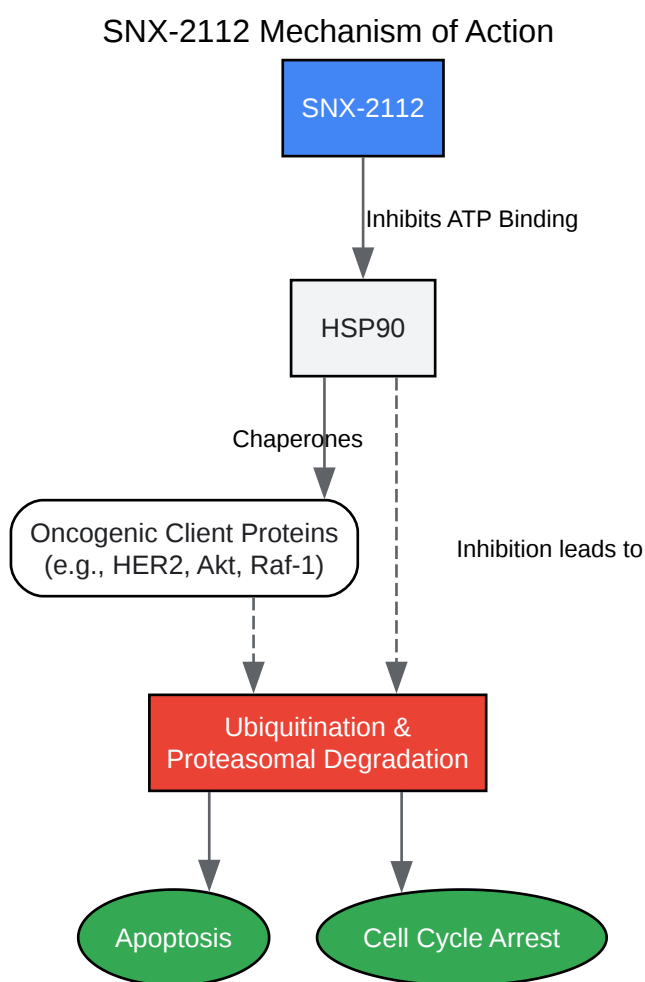 SNX-2112 Mechanism of Action
SNX-2112
Inhibits ATP Binding
HSP90
Chaperones
Oncogenic Client Proteins
(e.g., HER2, Akt, Raf-1)
Inhibition leads to
Ubiquitination &
Proteasomal Degradation
Apoptosis
Cell Cycle Arrest